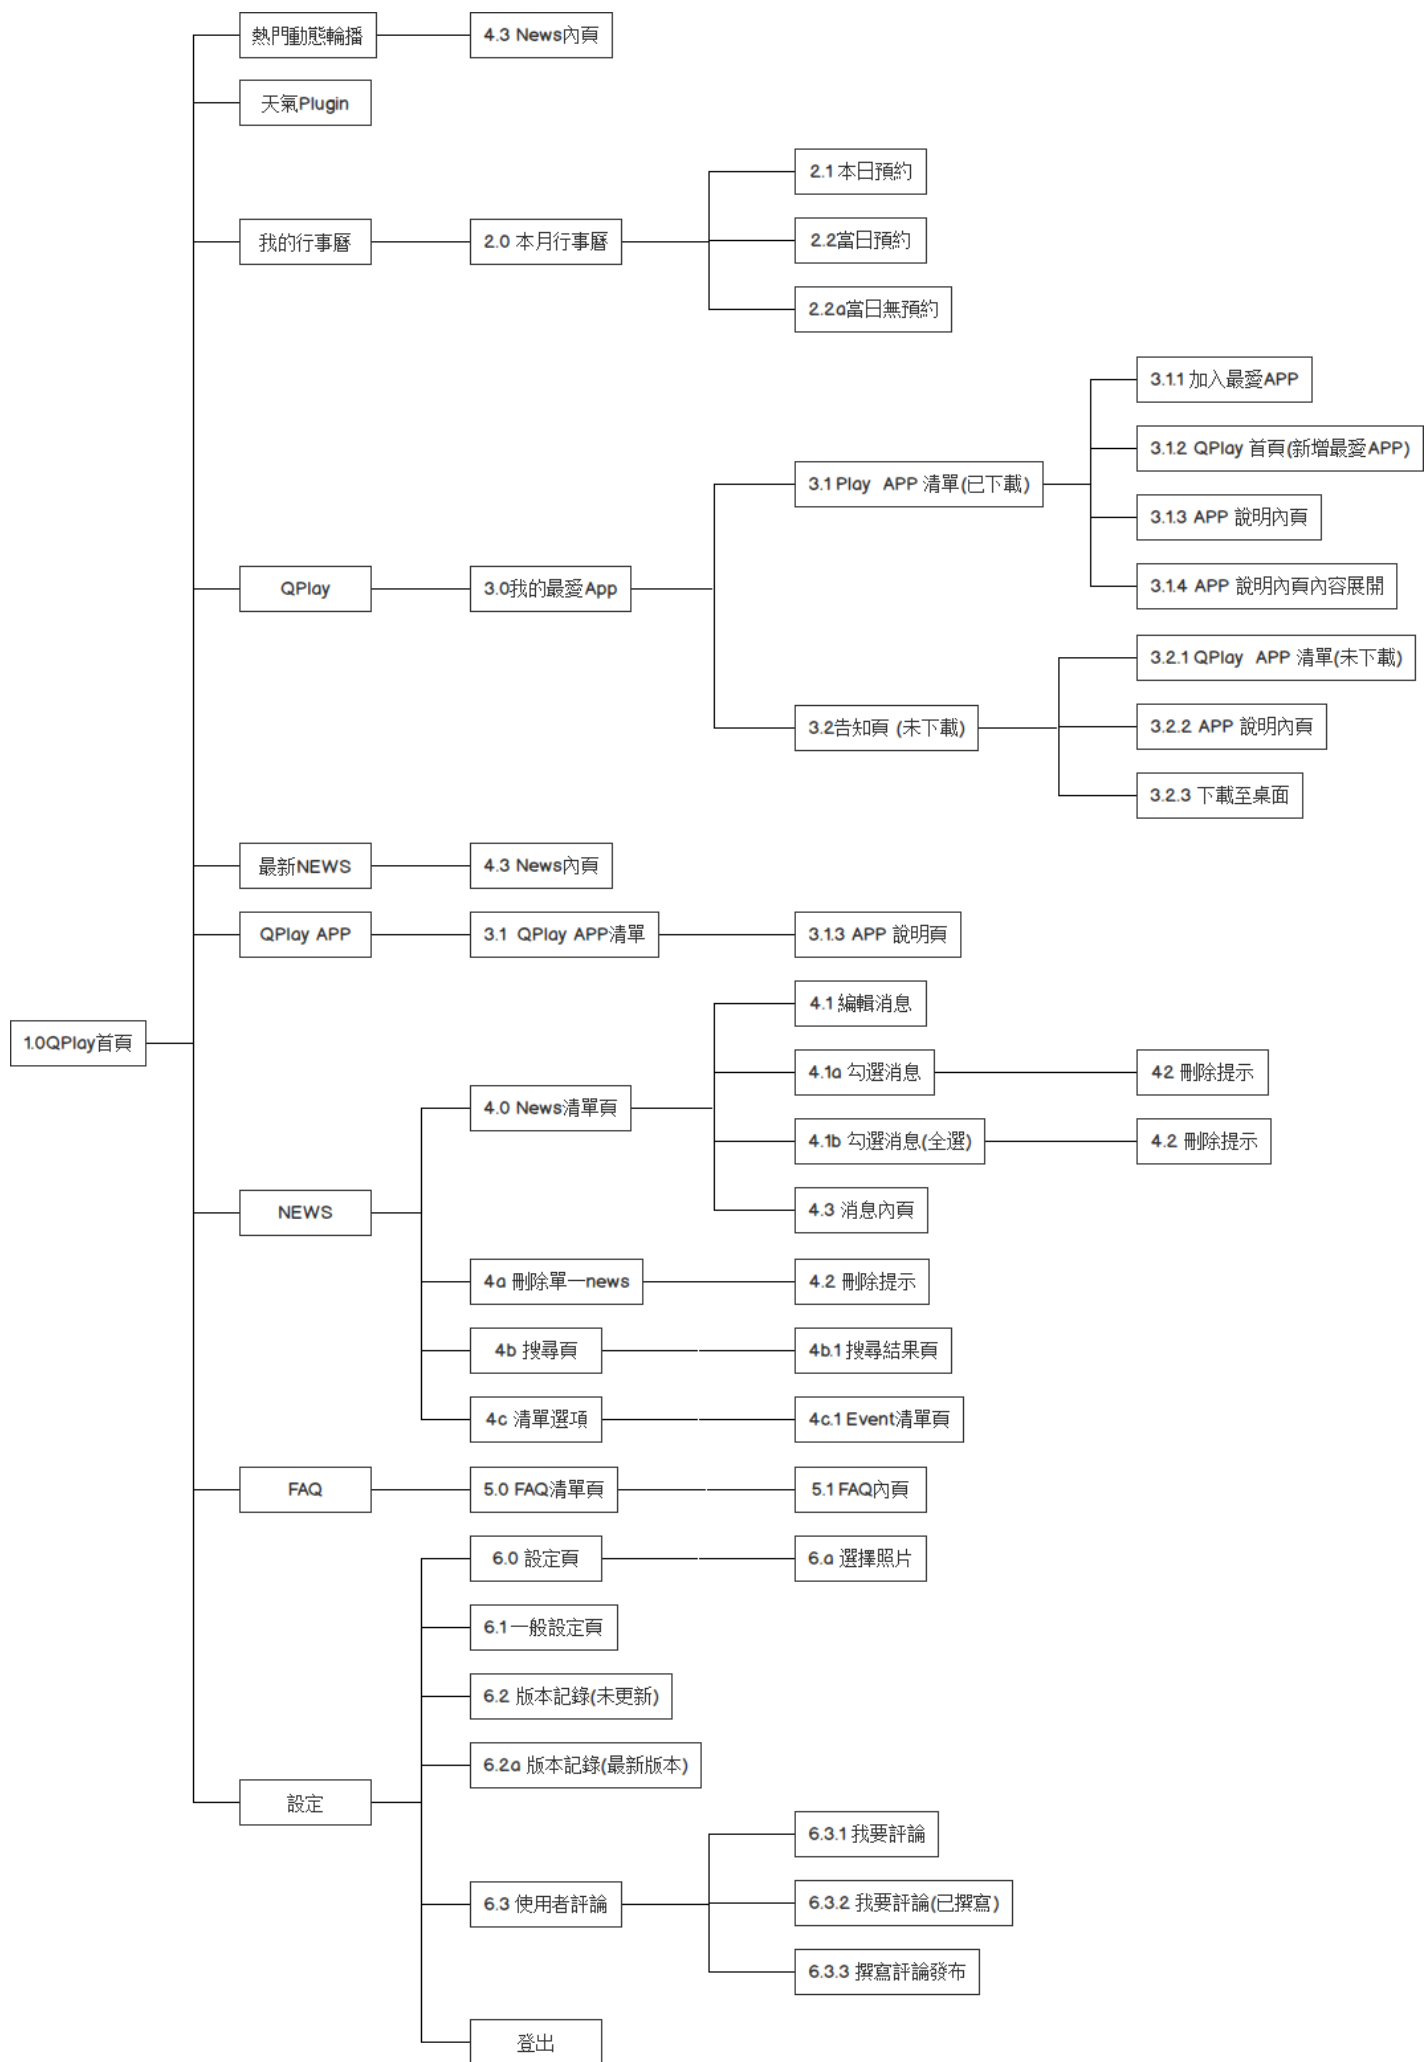 熱門動態輪播
4.3 News內頁
天氣Plugin
2.1 本日預約
我的行事曆
2.0 本月行事曆
2.2當日預約
2.2a當日無預約
3.1.1 加入最愛APP
3.1.2 QPlay 首頁(新增最愛APP)
3.1 Play APP 清單(已下載)
3.1.3 APP 說明內頁
QPlay
3.0我的最愛App
3.1.4 APP 說明內頁內容展開
3.2.1 QPlay APP 清單(未下載)
3.2告知頁 (未下載)
3.2.2 APP 說明內頁
3.2.3 下載至桌面
最新NEWS
4.3 News內頁
QPlay APP
3.1 QPlay APP清單
3.1.3 APP 說明頁
4.1 編輯消息
1.0QPlay首頁
4.1a 勾選消息
42 刪除提示
4.0 News清單頁
4.1b 勾選消息(全選)
4.2 刪除提示
NEWS
4.3 消息內頁
4a 刪除單一news
4.2 刪除提示
4b 搜尋頁
4b.1 搜尋結果頁
4c 清單選項
4c.1 Event清單頁
FAQ
5.0 FAQ清單頁
5.1 FAQ內頁
6.0 設定頁
6.a 選擇照片
6.1 一般設定頁
6.2 版本記錄(未更新)
6.2a 版本記錄(最新版本)
設定
6.3.1 我要評論
6.3 使用者評論
6.3.2 我要評論(已撰寫)
6.3.3 撰寫評論發布
登出